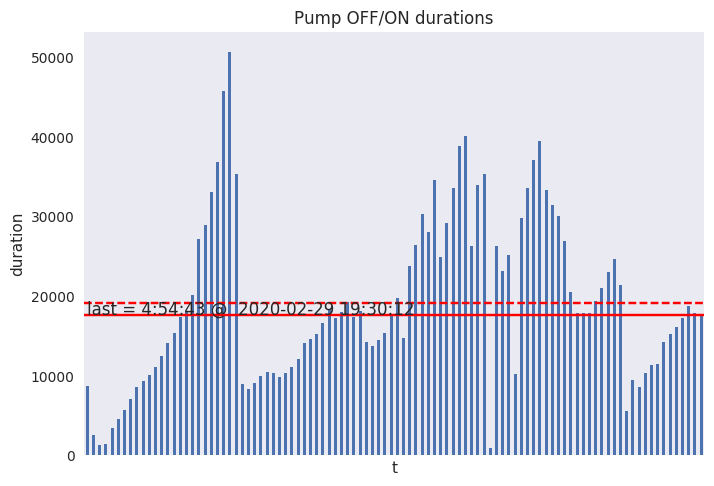 Pump OFF/ON durations
50000
40000
30000
20000
10000
0
duration
last = 4:54:43 @ 2020-02-29 19:30:12
t